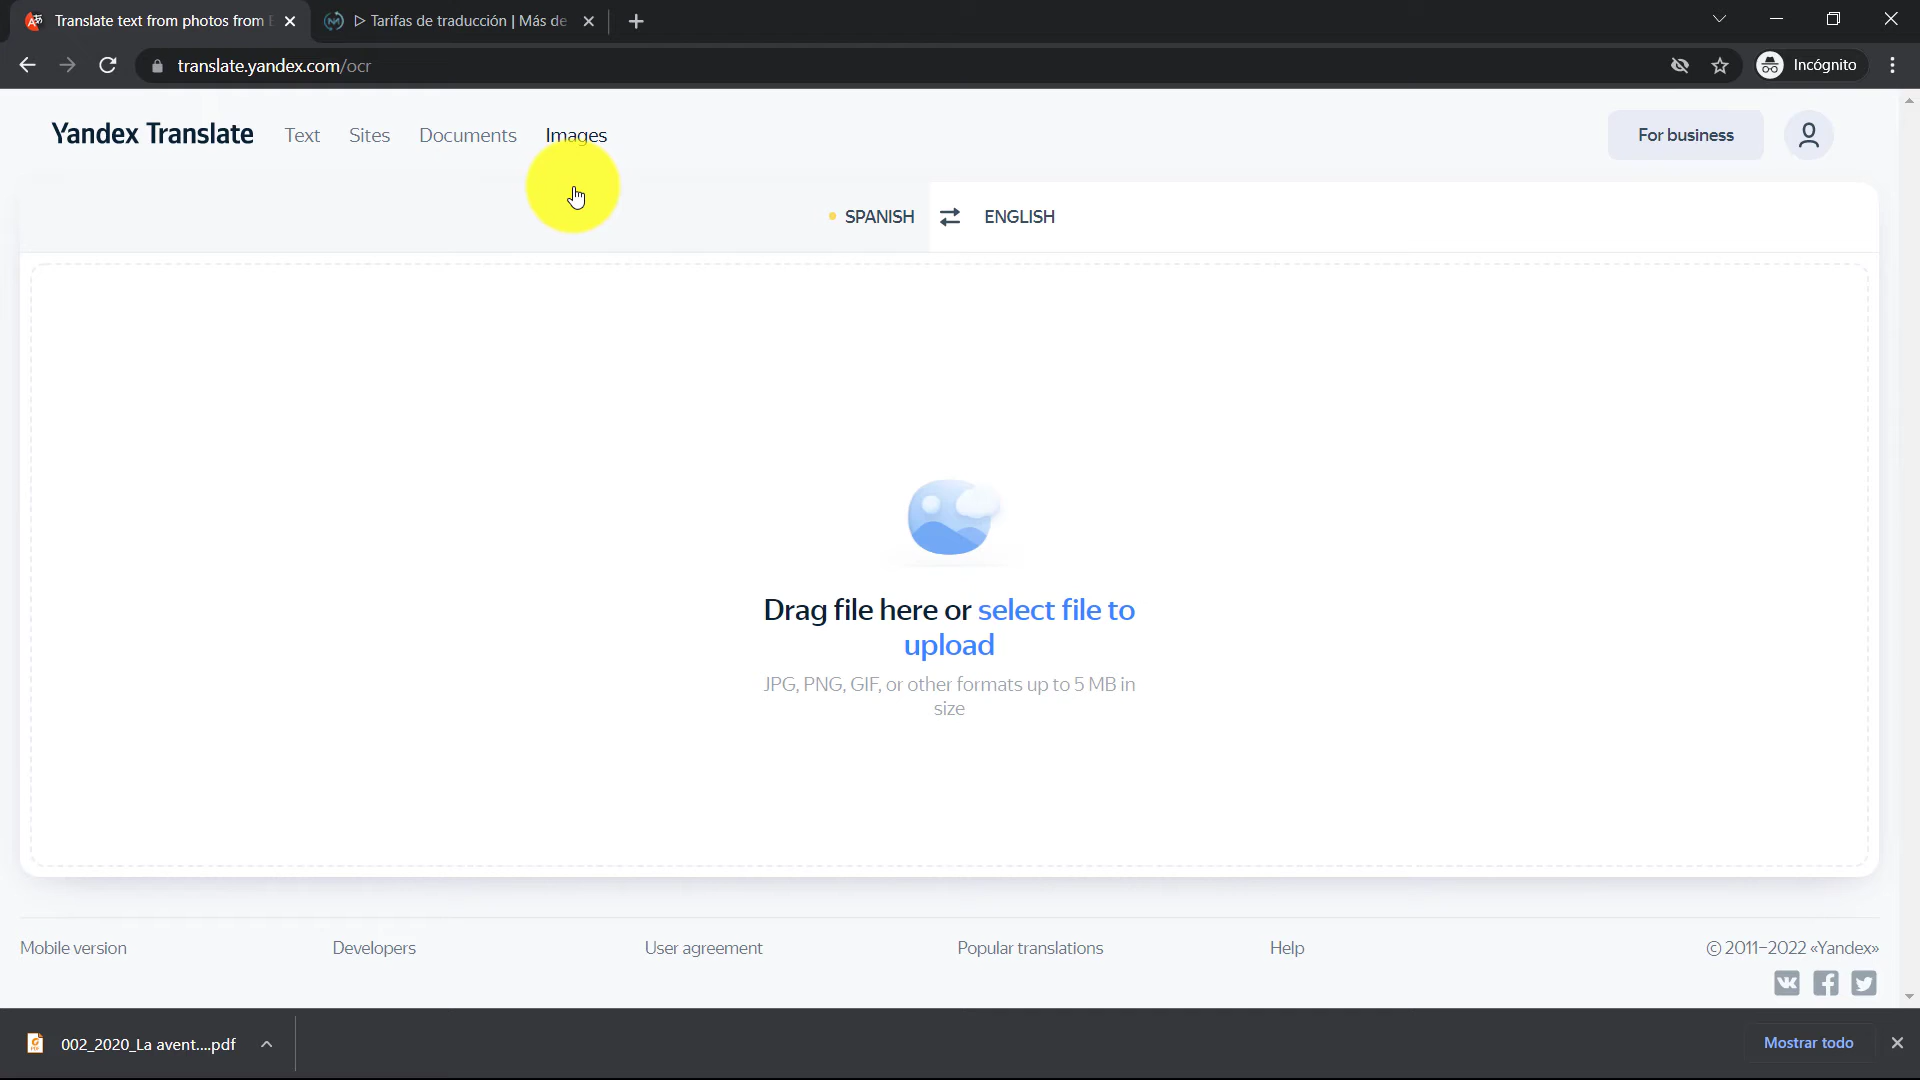 Translate text from photos from E
▷ Tarifas de traducción | Más de
translate.yandex.com/ocr
Incógnito
Yandex Translate
Text
Sites
Documents
Images
For business
SPANISH
ENGLISH
Drag file here or select file to
upload
JPG, PNG, GIF, or other formats up to 5 MB in
size
Mobile version
Developers
User agreement
Popular translations
Help
© 2011–2022 «Yandex»
002_2020_La avent....pdf
Mostrar todo